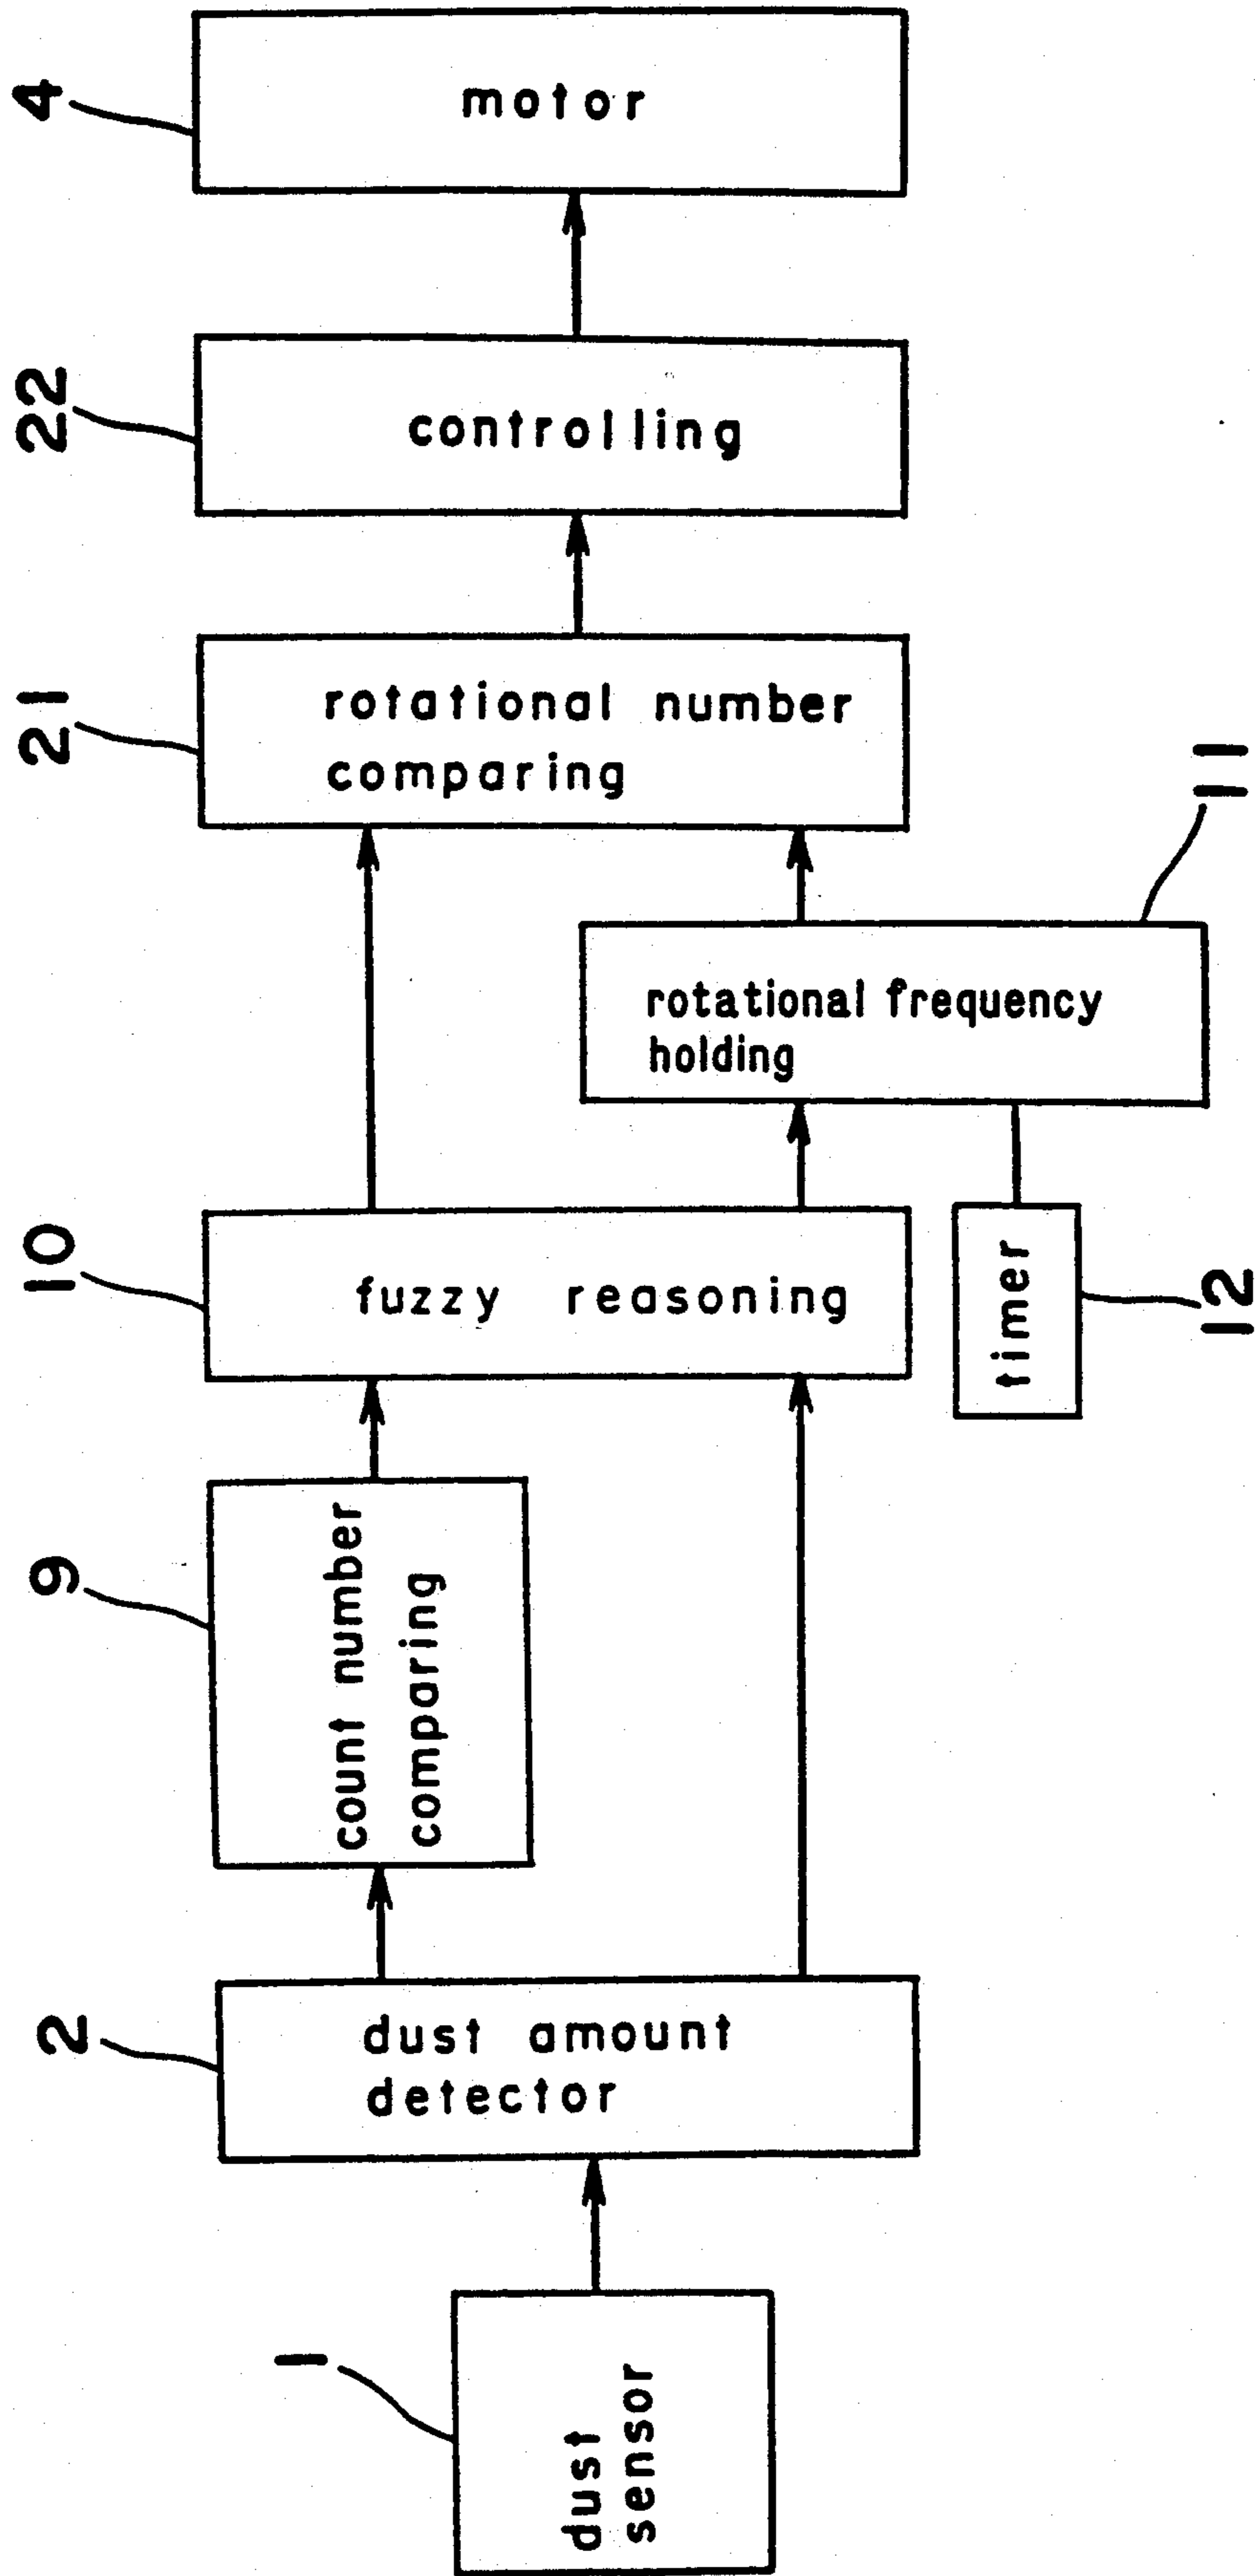 4
motor
22
controlling
21
rotational number
comparing
11
rotational frequency
holding
10
fuzzy reasoning
timer
12
9
count number
comparing
2
dust amount
detector
1
dust
sensor